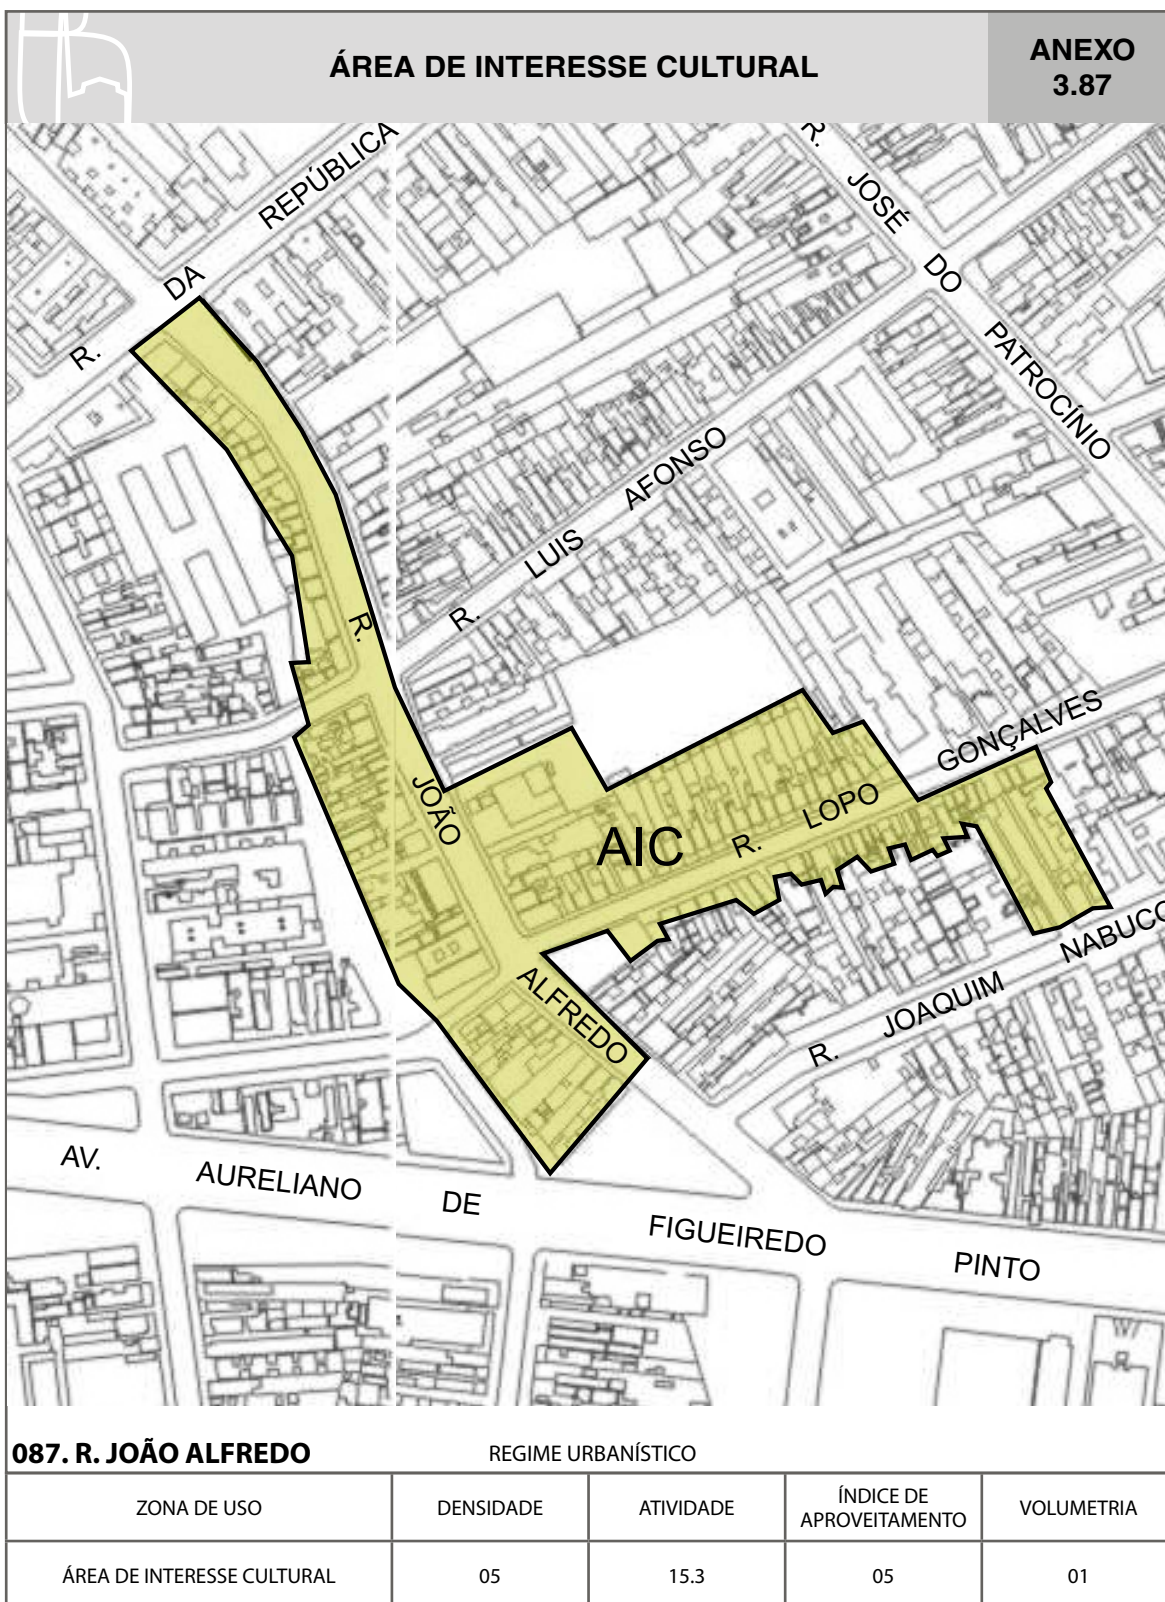 ÁREA DE INTERESSE CULTURAL
ANEXO
3.87
R. DA REPÚBLICA
R. JOSÉ DO PATROCÍNIO
R. LUIS AFONSO
R. JOÃO ALFREDO
AIC
R. LOPO GONÇALVES
R. JOAQUIM NABUCO
AV. AURELIANO DE FIGUEIREDO PINTO
087. R. JOÃO ALFREDO
REGIME URBANÍSTICO
ZONA DE USO
DENSIDADE
ATIVIDADE
ÍNDICE DE
APROVEITAMENTO
VOLUMETRIA
ÁREA DE INTERESSE CULTURAL
05
15.3
05
01